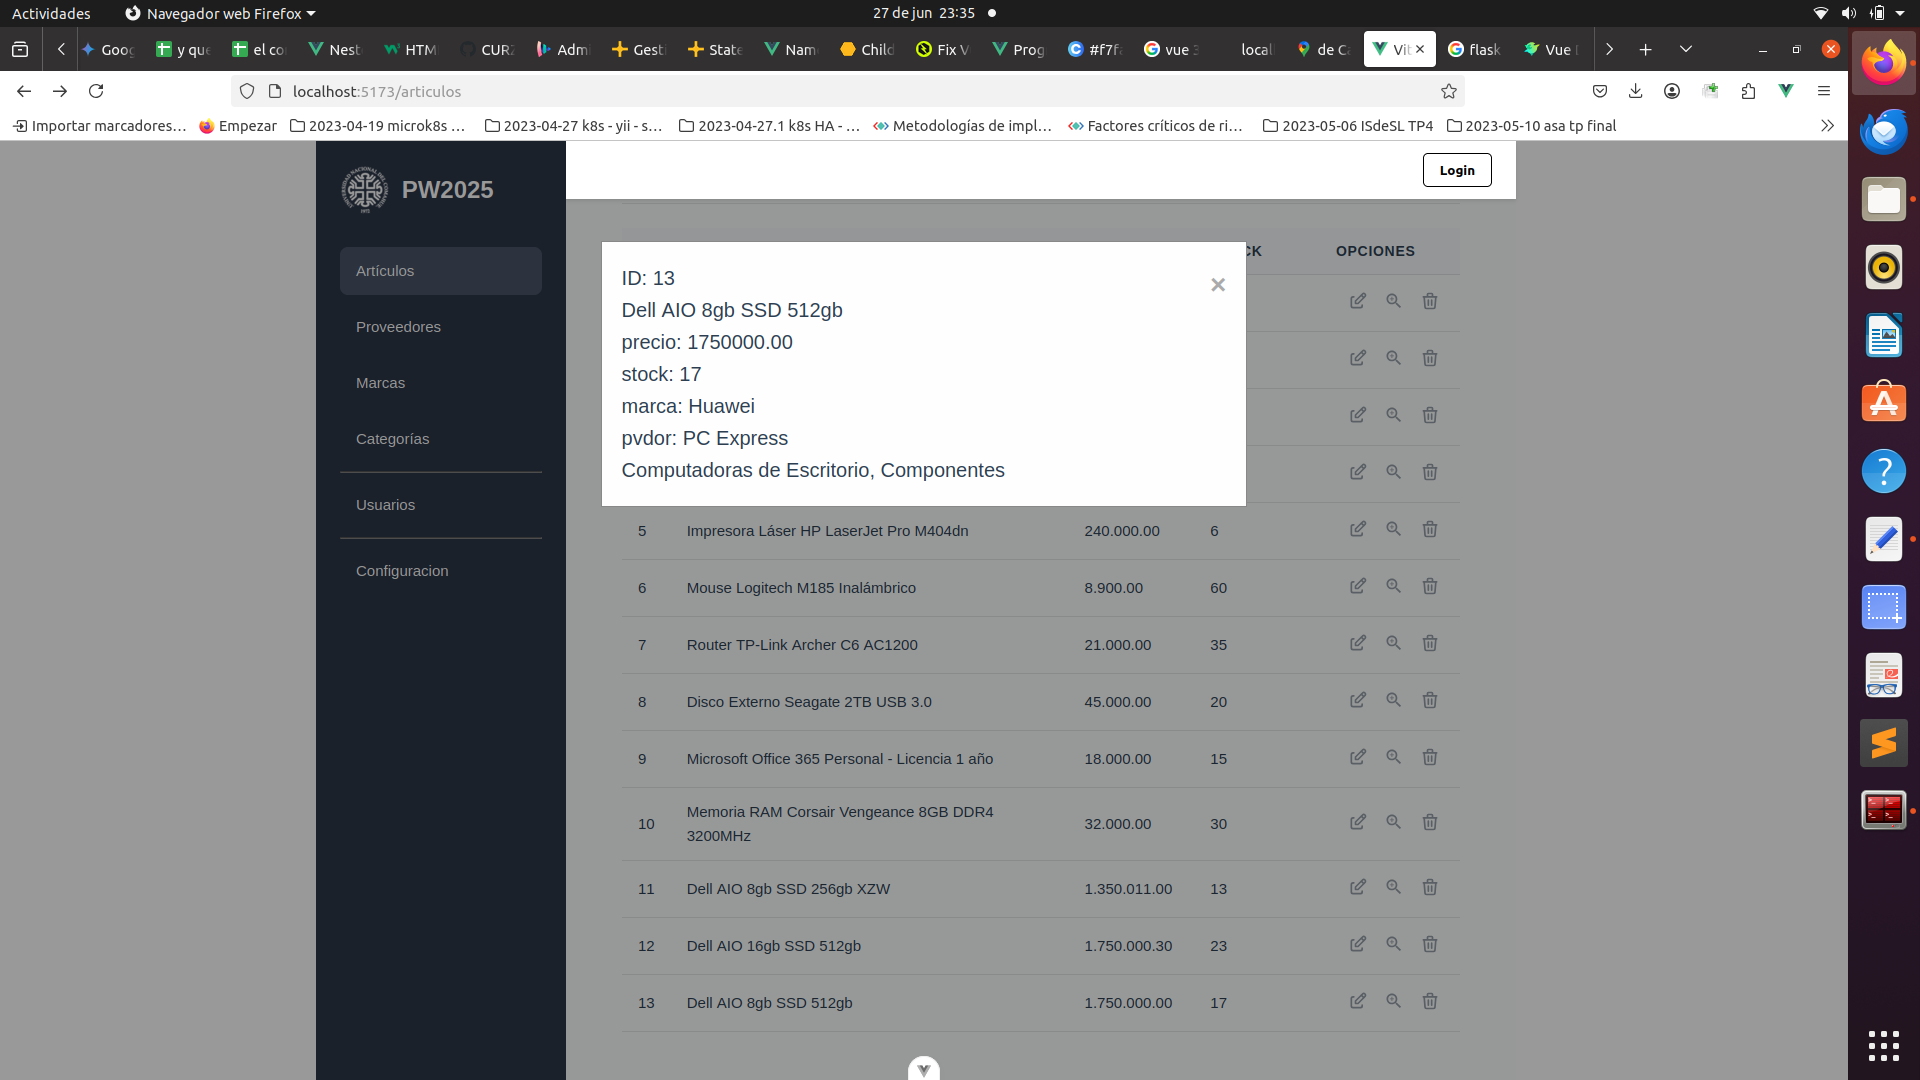 Actividades
Navegador web Firefox
27 de jun 23:35
Goog
y que
el co
Nest
HTM
CURZ
Admi
Gesti
State
Nam
Child
Fix V
Prog
#f7fa
vue 3
local
de Ca
Vit
flask
Vue
localhost:5173/articulos
Importar marcadores...
Empezar
2023-04-19 microk8s ...
2023-04-27 k8s - yii - s...
2023-04-27.1 k8s HA - ...
Metodologías de impl...
Factores críticos de ri...
2023-05-06 ISdeSL TP4
2023-05-10 asa tp final
PW2025
Login
Artículos
Proveedores
Marcas
Categorías
Usuarios
Configuracion
CK OPCIONES
ID: 13
Dell AIO 8gb SSD 512gb
precio: 1750000.00
stock: 17
marca: Huawei
pvdor: PC Express
Computadoras de Escritorio, Componentes
5 Impresora Láser HP LaserJet Pro M404dn 240.000.00 6
6 Mouse Logitech M185 Inalámbrico 8.900.00 60
7 Router TP-Link Archer C6 AC1200 21.000.00 35
8 Disco Externo Seagate 2TB USB 3.0 45.000.00 20
9 Microsoft Office 365 Personal - Licencia 1 año 18.000.00 15
10 Memoria RAM Corsair Vengeance 8GB DDR4 3200MHz 32.000.00 30
11 Dell AIO 8gb SSD 256gb XZW 1.350.011.00 13
12 Dell AIO 16gb SSD 512gb 1.750.000.30 23
13 Dell AIO 8gb SSD 512gb 1.750.000.00 17